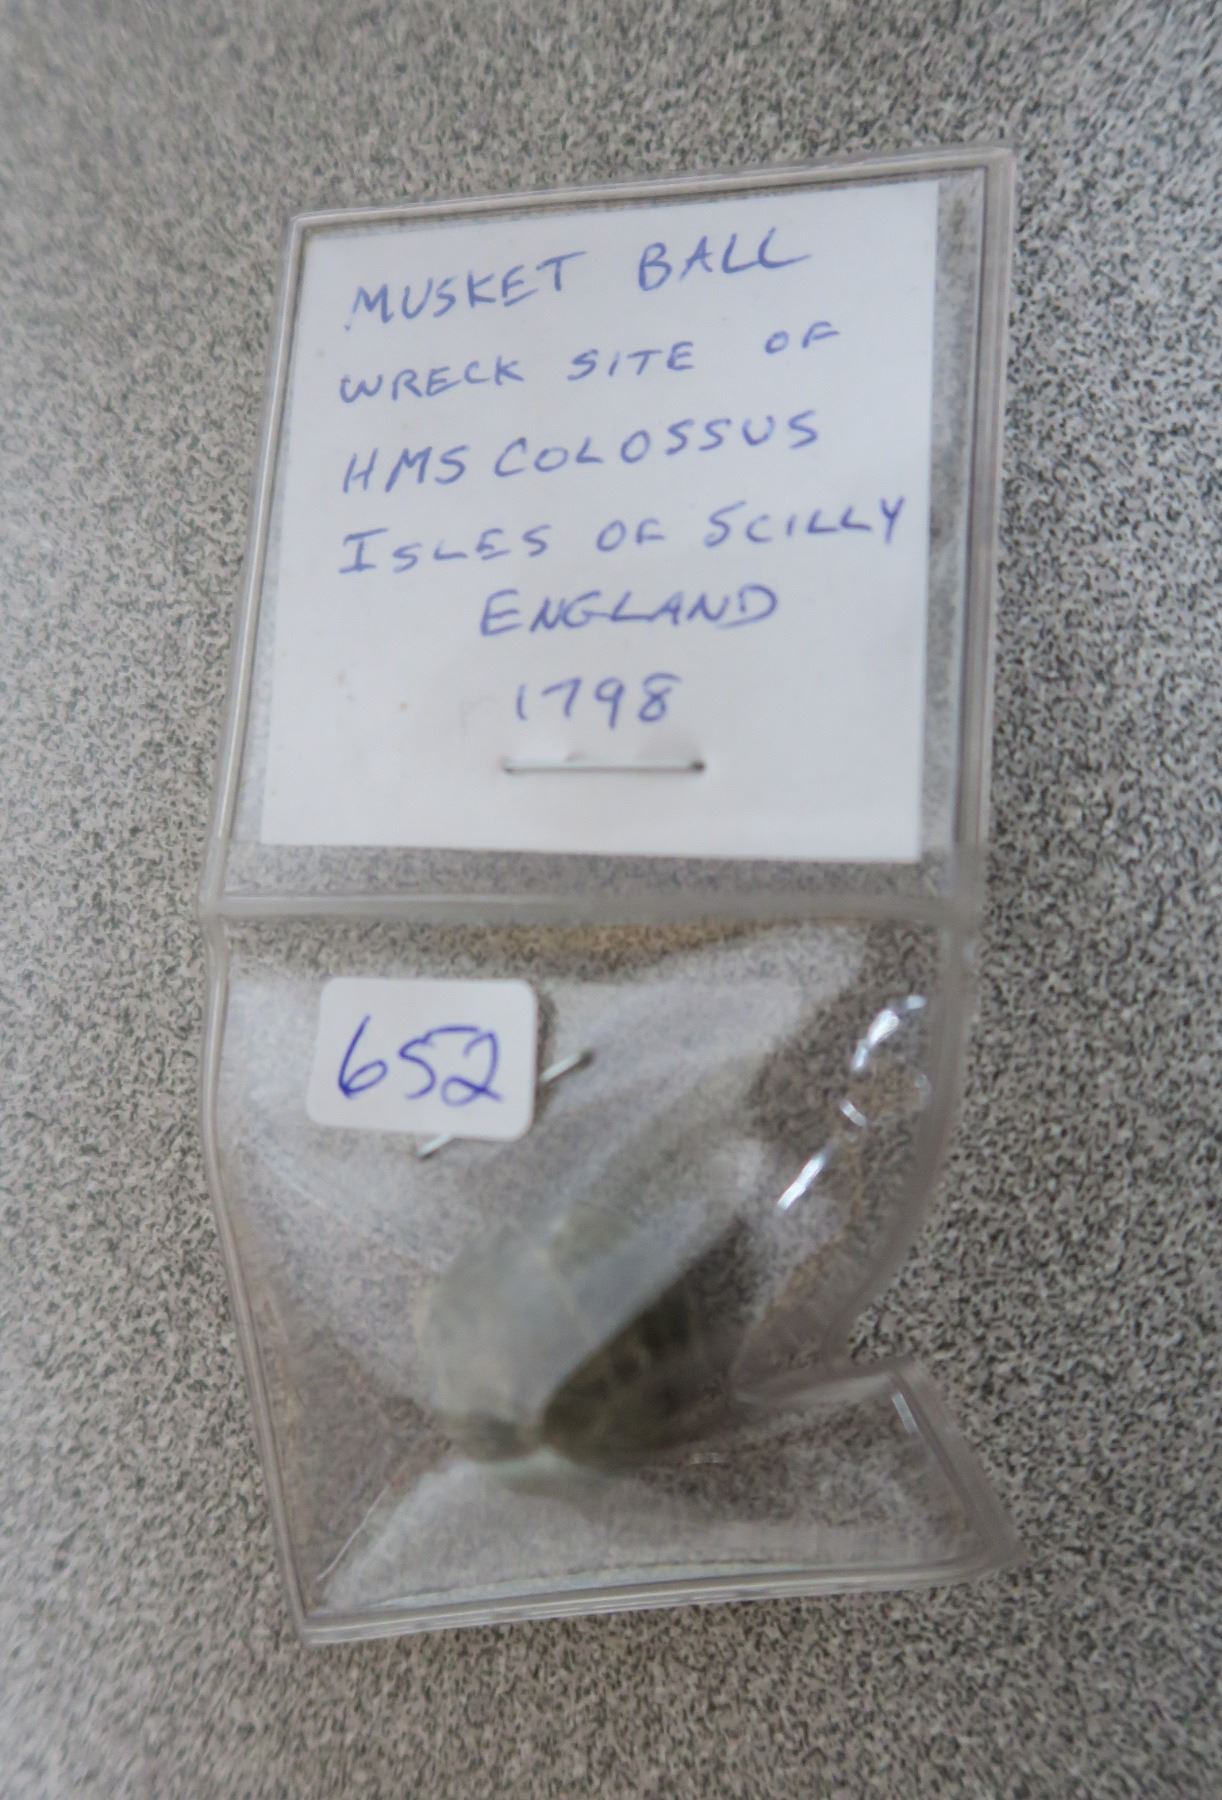 MUSKET BALL
WRECK SITE OF
HMS COLOSSUS
ISLES OF SCILLY
ENGLAND
1798
652